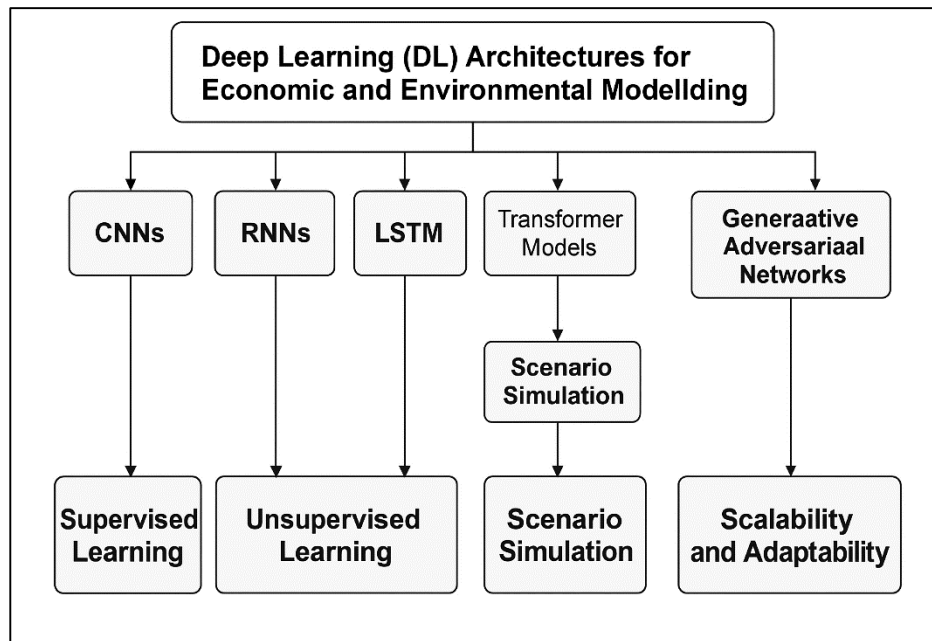 Deep Learning (DL) Architectures for
Economic and Environmental Modellding
CNNs
RNNs
LSTM
Transformer
Models
Generaative
Adversariaal
Networks
Scenario
Simulation
Supervised
Learning
Unsupervised
Learning
Scenario
Simulation
Scalability
and Adaptability